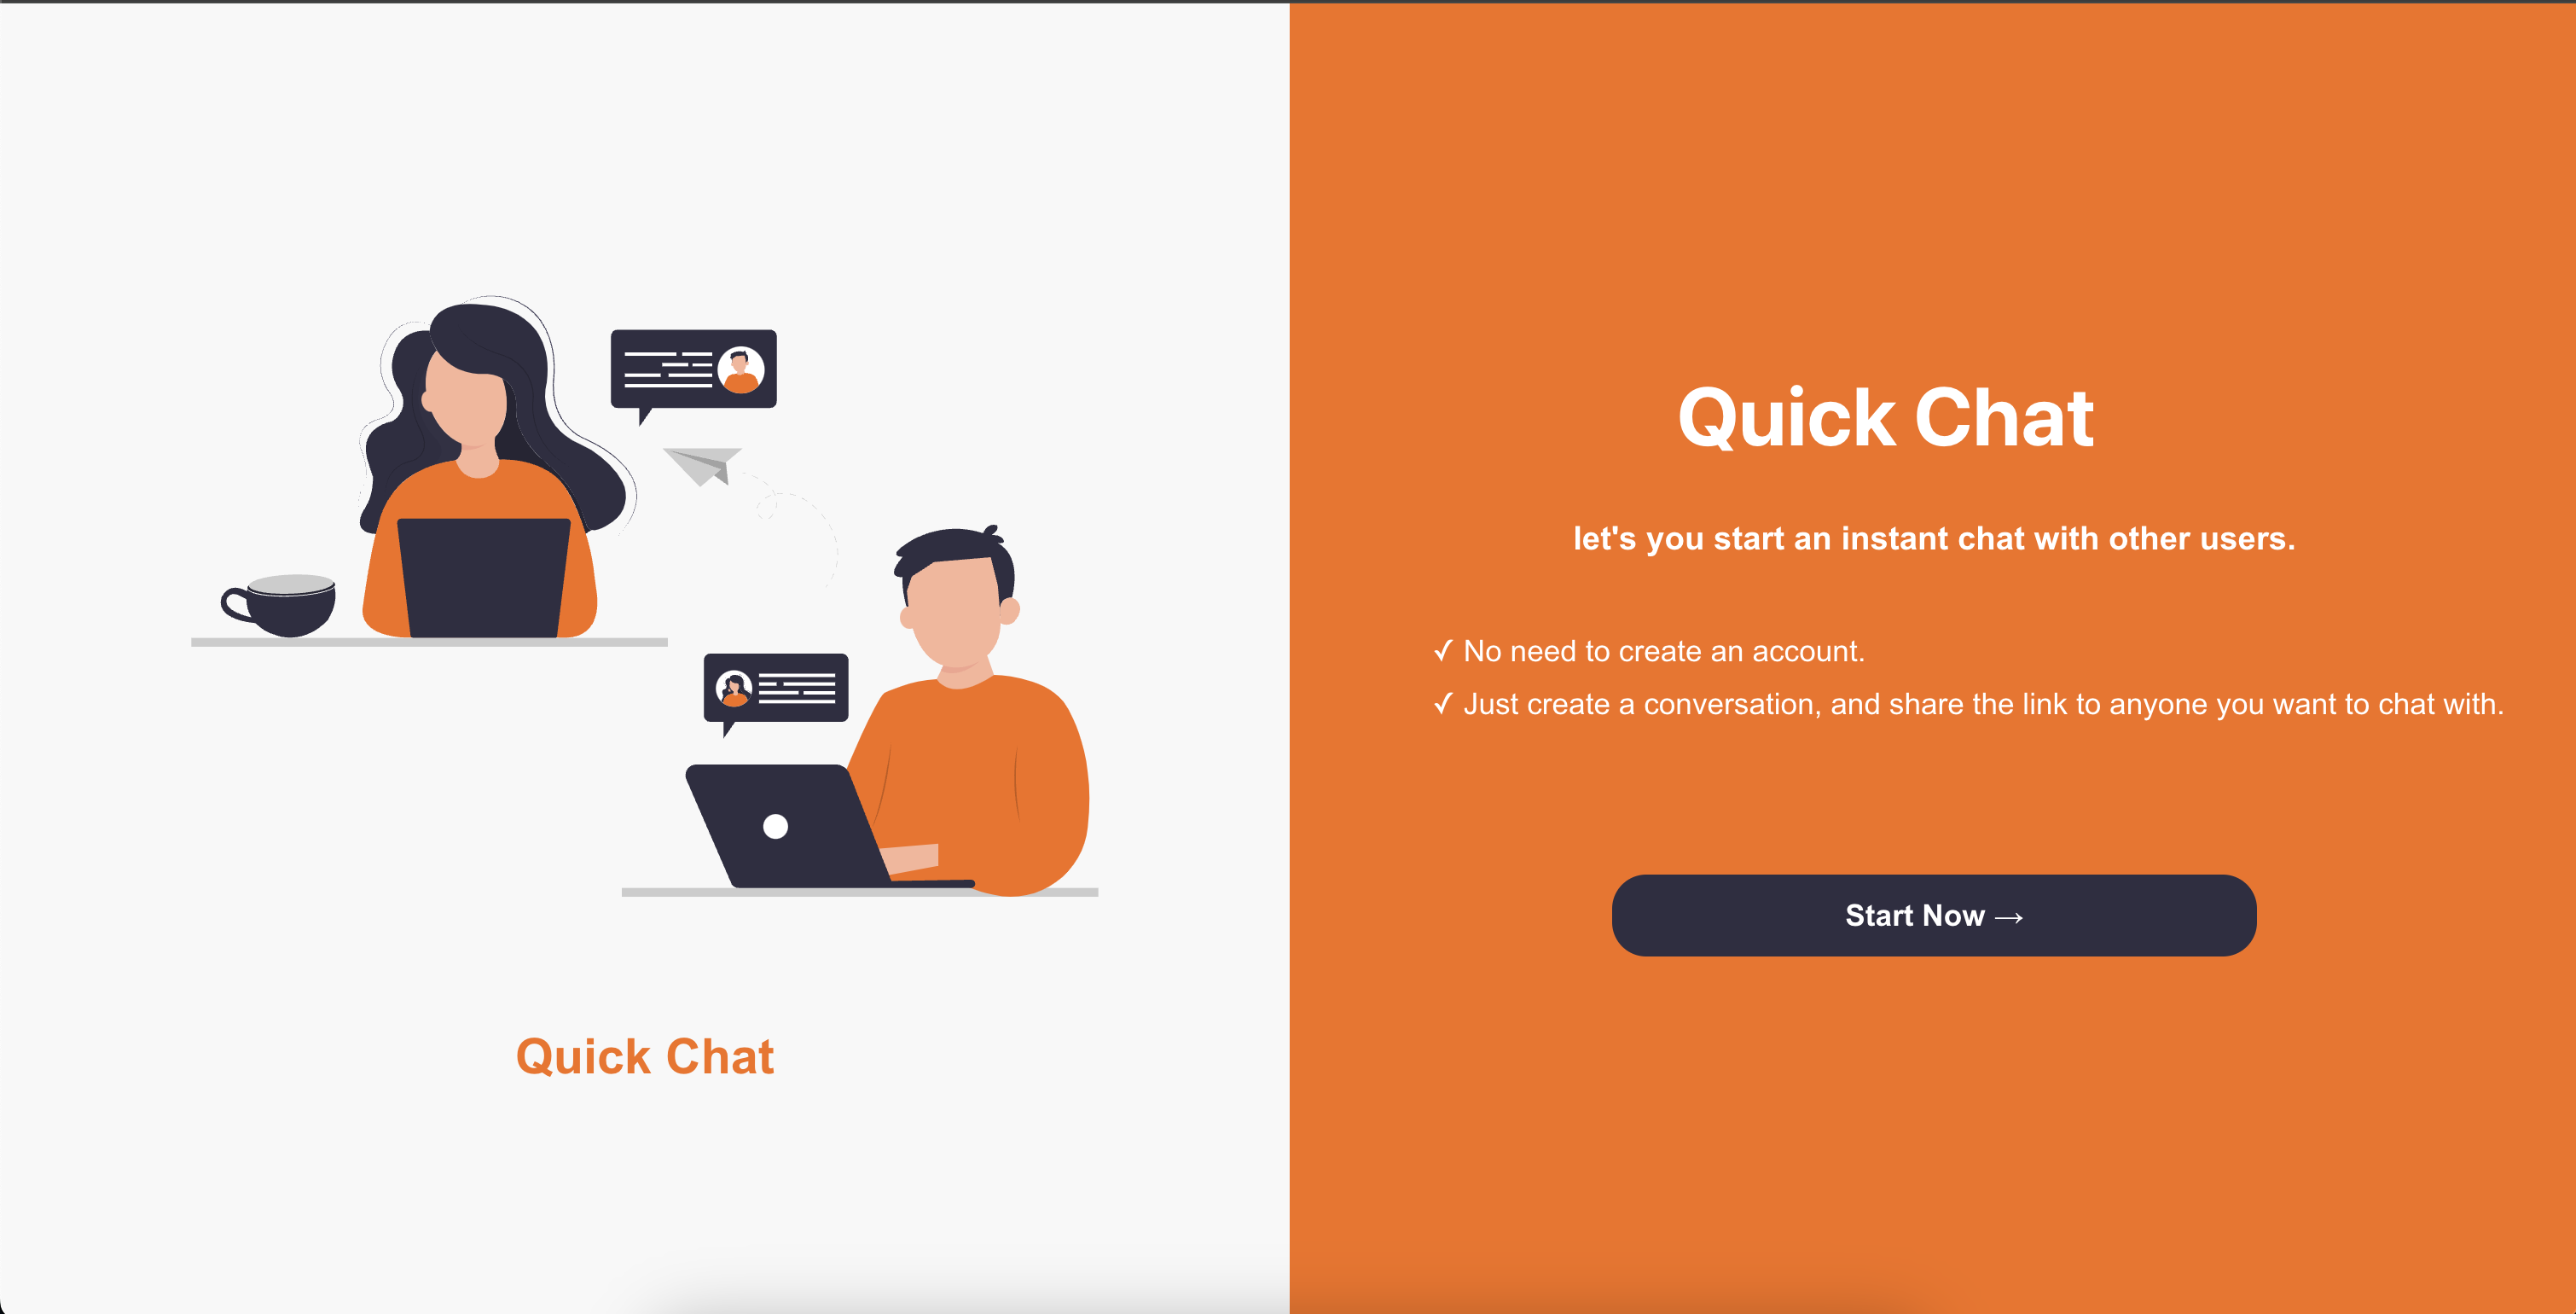 Quick Chat
Quick Chat
let's you start an instant chat with other users.
✓ No need to create an account.
✓ Just create a conversation, and share the link to anyone you want to chat with.
Start Now →